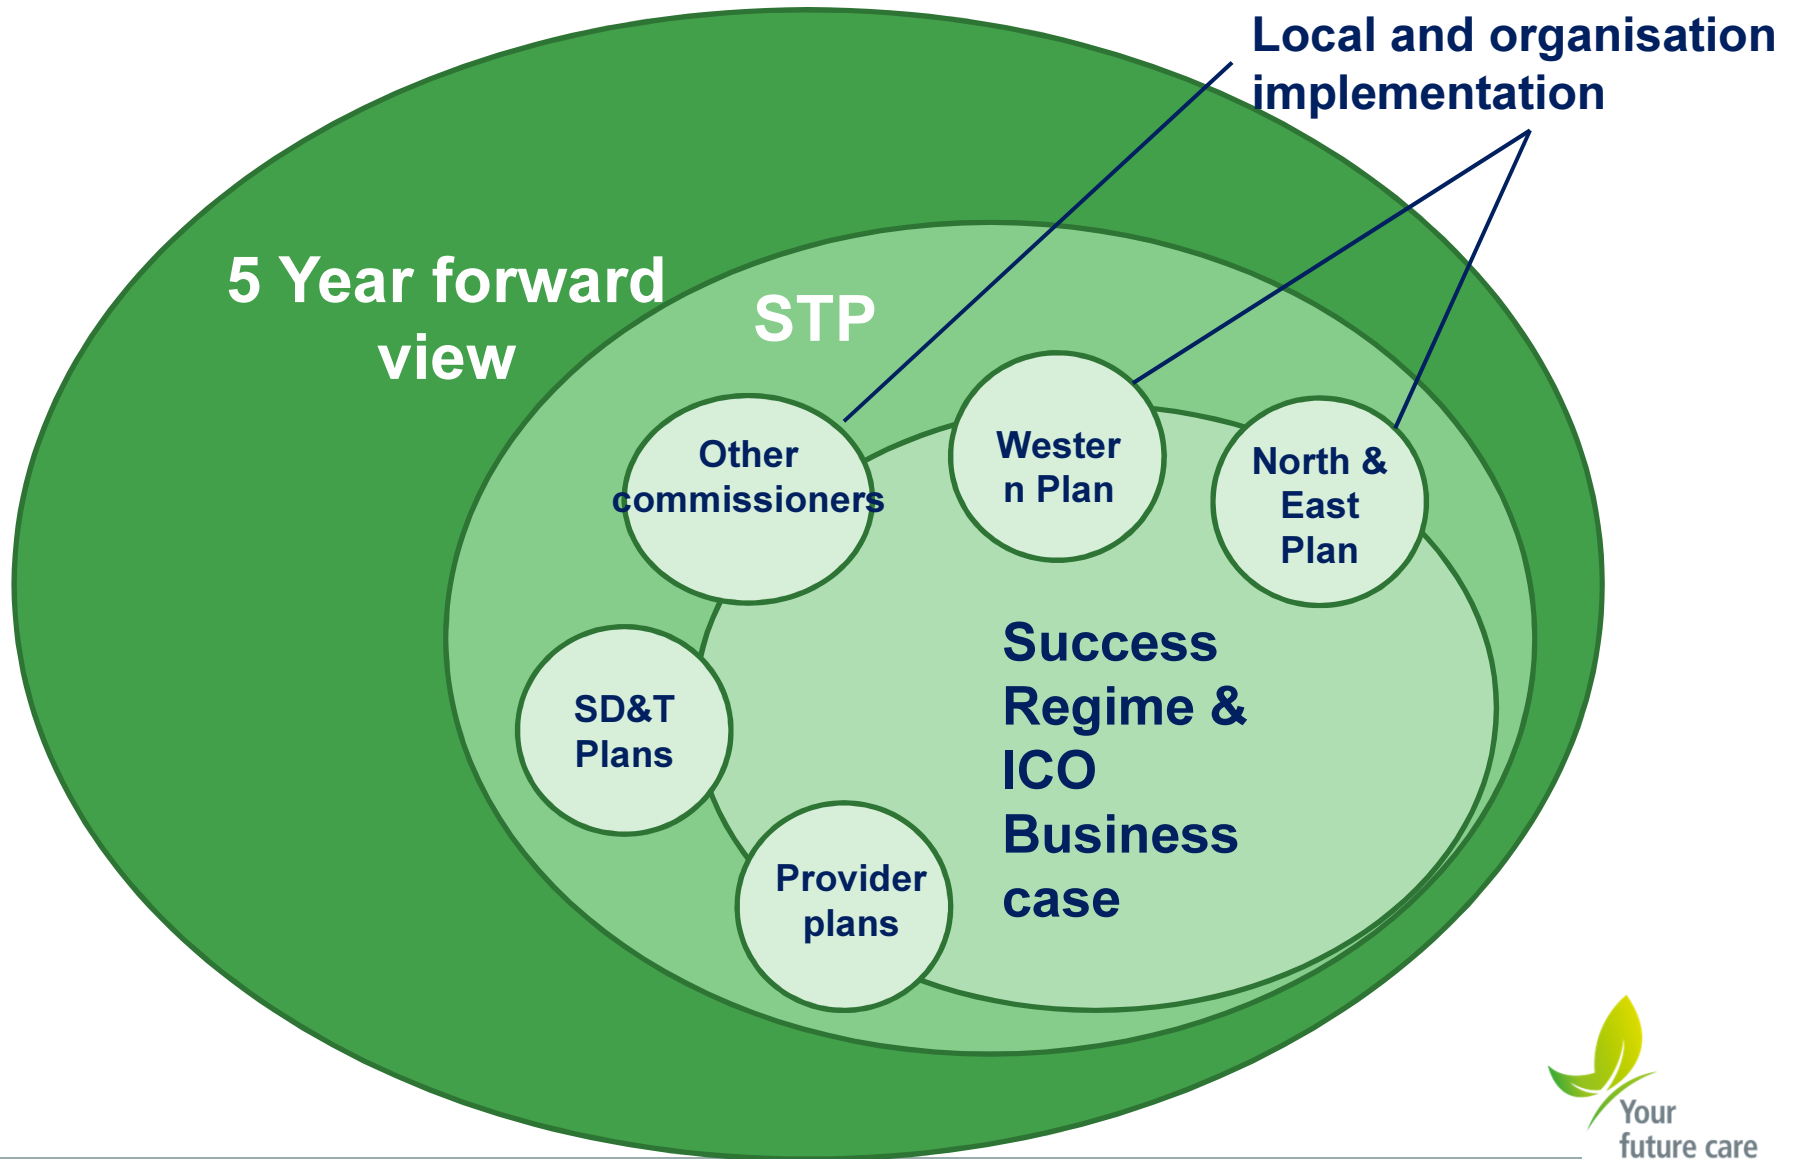 Local and organisation
implementation
5 Year forward
view
STP
Other
commissioners
Wester
n Plan
North &
East
Plan
SD&T
Plans
Provider
plans
Success
Regime &
ICO
Business
case
Your
future care